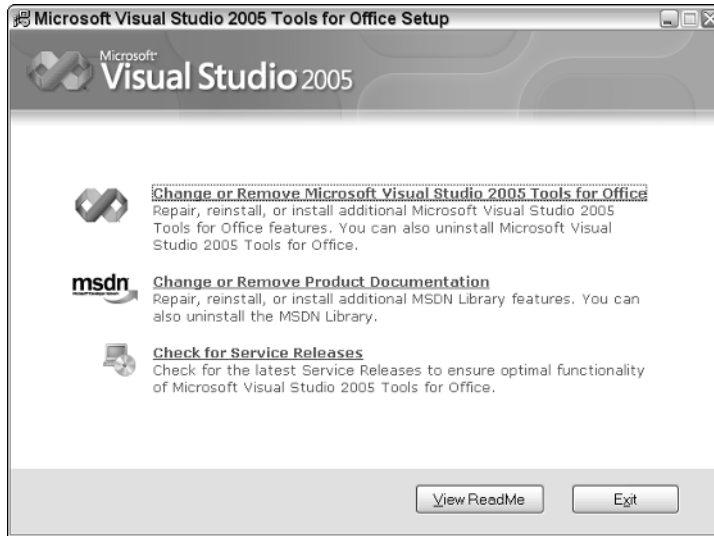 Microsoft Visual Studio 2005 Tools for Office Setup
Microsoft
Visual Studio 2005
Change or Remove Microsoft Visual Studio 2005 Tools for Office
Repair, reinstall, or install additional Microsoft Visual Studio 2005
Tools for Office features. You can also uninstall Microsoft Visual
Studio 2005 Tools for Office.
msdn
Change or Remove Product Documentation
Repair, reinstall, or install additional MSDN Library features. You can
also uninstall the MSDN Library.
Check for Service Releases
Check for the latest Service Releases to ensure optimal functionality
of Microsoft Visual Studio 2005 Tools for Office.
View ReadMe
Exit